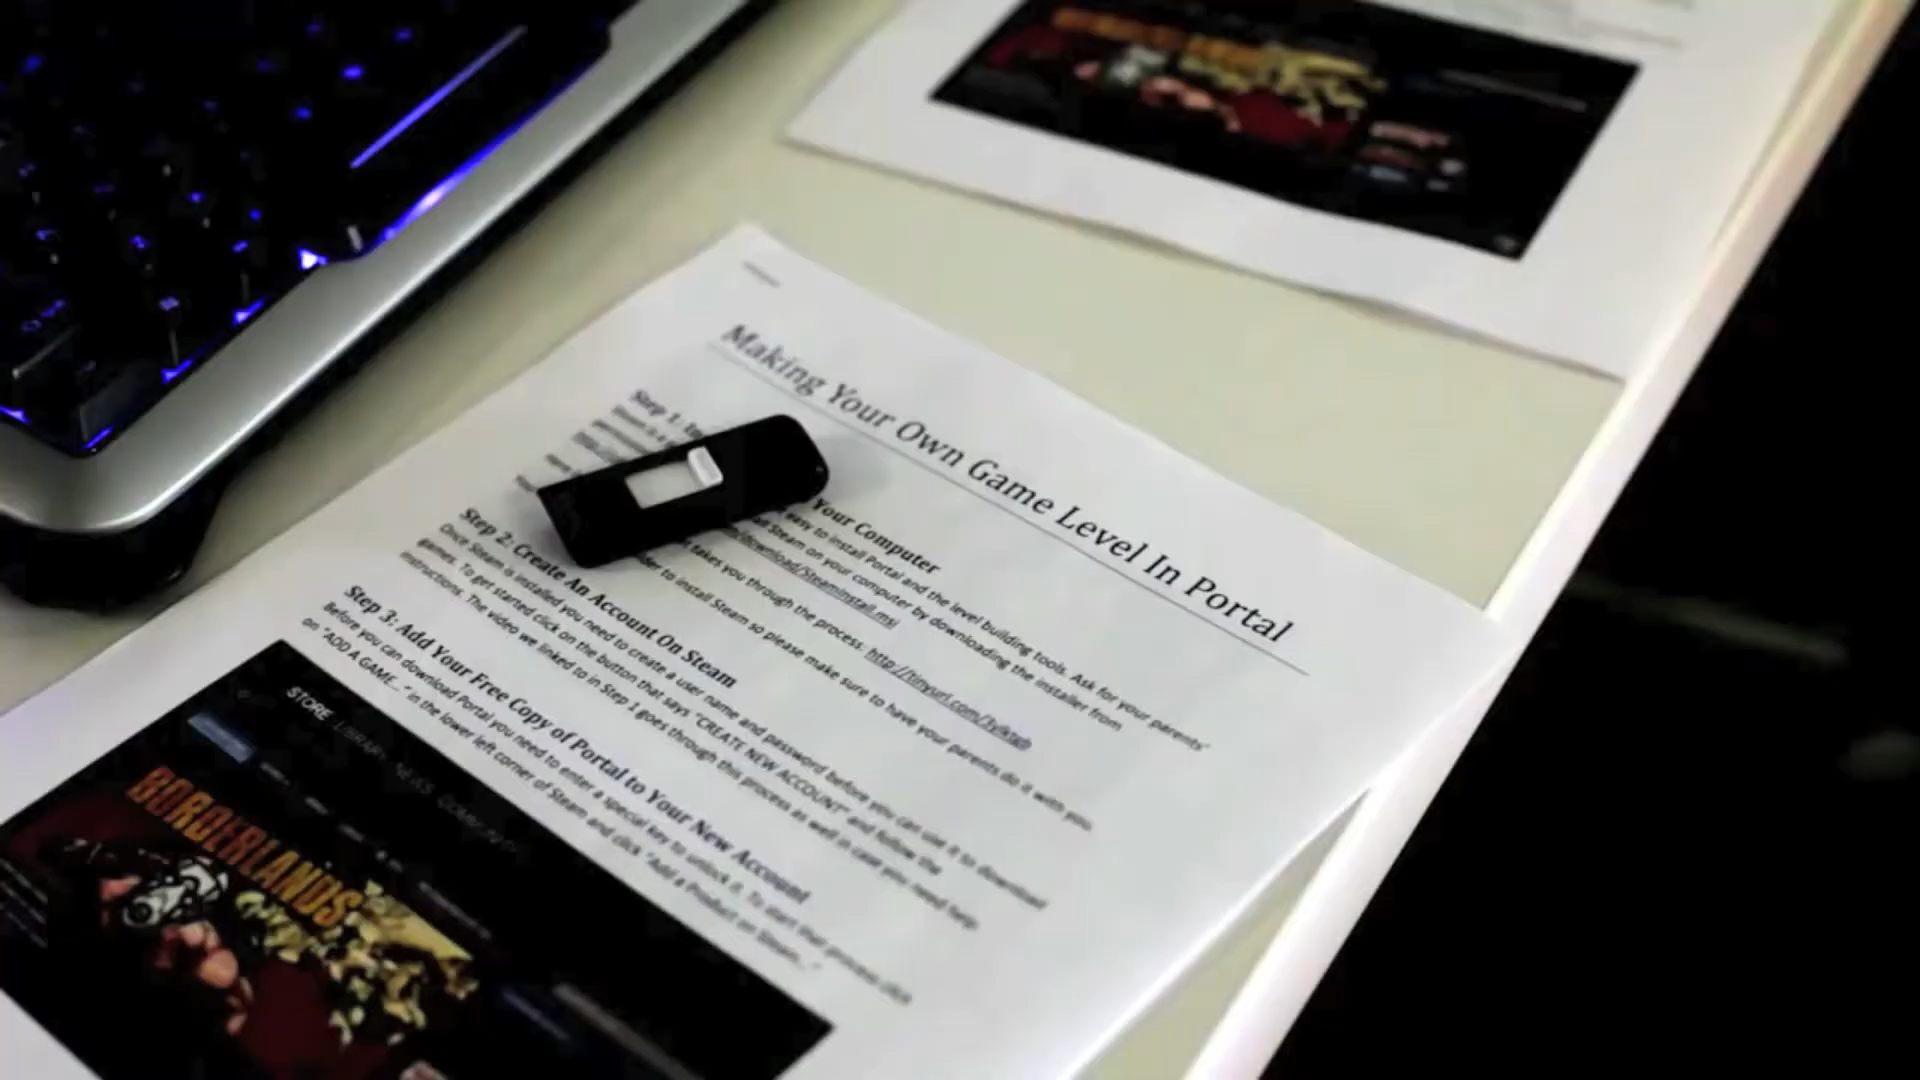 Making Your Own Game Level In Portal
Step 1: Your Computer
easy to install Portal and the level building tools. Ask for your parents'
Steam on your computer by downloading the installer from
/download/SteamInstall.msi
takes you through the process: http://tinyurl.com/
to install Steam so please make sure to have your parents do it with you.
Step 2: Create An Account On Steam
Once Steam is installed you need to create a user name and password before you can use it to download
games. To get started click on the button that says "CREATE NEW ACCOUNT" and follow the
instructions. The video we linked to in Step 1 goes through this process as well in case you need help
Step 3: Add Your Free Copy of Portal to Your New Account
Before you can download Portal you need to enter a special key to unlock it. To start that process click
on "ADD A GAME..." in the lower left corner of Steam and click "Add a Product on Steam..."
STORE LIBRARY NEWS COMMUNITY
BORDERLANDS